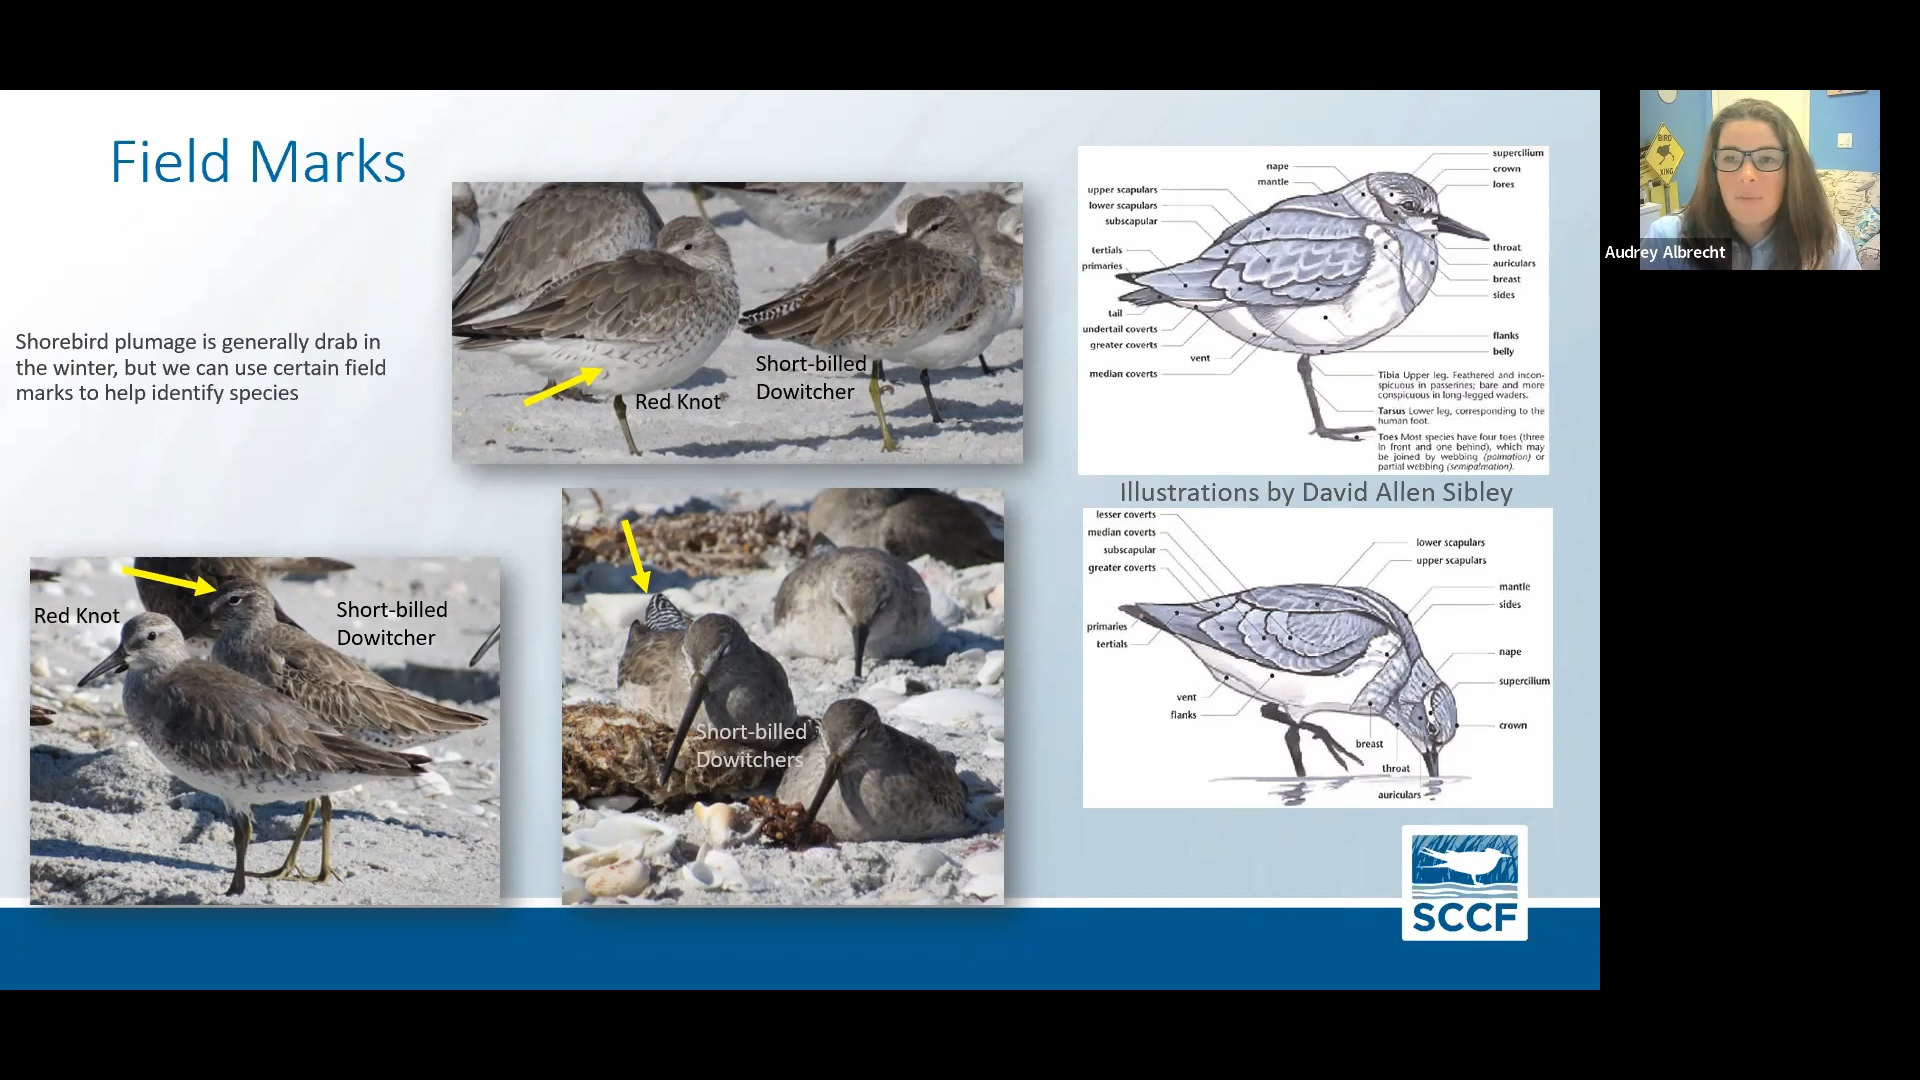 Field Marks
Shorebird plumage is generally drab in
the winter, but we can use certain field
marks to help identify species
Red Knot
Short-billed
Dowitcher
Red Knot
Short-billed
Dowitcher
Short-billed
Dowitchers
nape
mantle
upper scapulars
lower scapulars
subscapular
tertials
primaries
tail
undertail coverts
greater coverts
vent
median coverts
supercilium
crown
lores
throat
auriculars
breast
sides
flanks
belly
Tibia Upper leg. Feathered and incon-
spicuous in passerines; bare and more
conspicuous in long-legged waders.
Tarsus Lower leg, corresponding to the
human foot.
Toes Most species have four toes (three
in front and one behind), which may
be joined by webbing (palmation) or
partial webbing (semipalmation).
Illustrations by David Allen Sibley
lesser coverts
median coverts
subscapular
greater coverts
primaries
tertials
vent
flanks
lower scapulars
upper scapulars
mantle
sides
nape
supercilium
crown
breast
throat
auriculars
SCCF
BIRD
XING
Audrey Albrecht